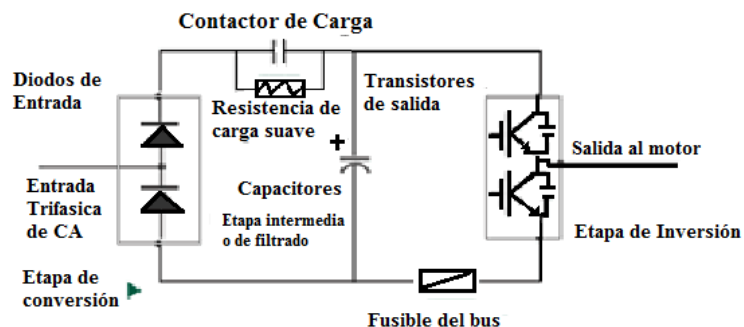 Contactor de Carga
Diodos de
Entrada
Resistencia de
carga suave
Transistores
de salida
+
Salida al motor
Entrada
Trifasica
de CA
Capacitores
Etapa intermedia
o de filtrado
Etapa de Inversión
Etapa de
conversión
Fusible del bus